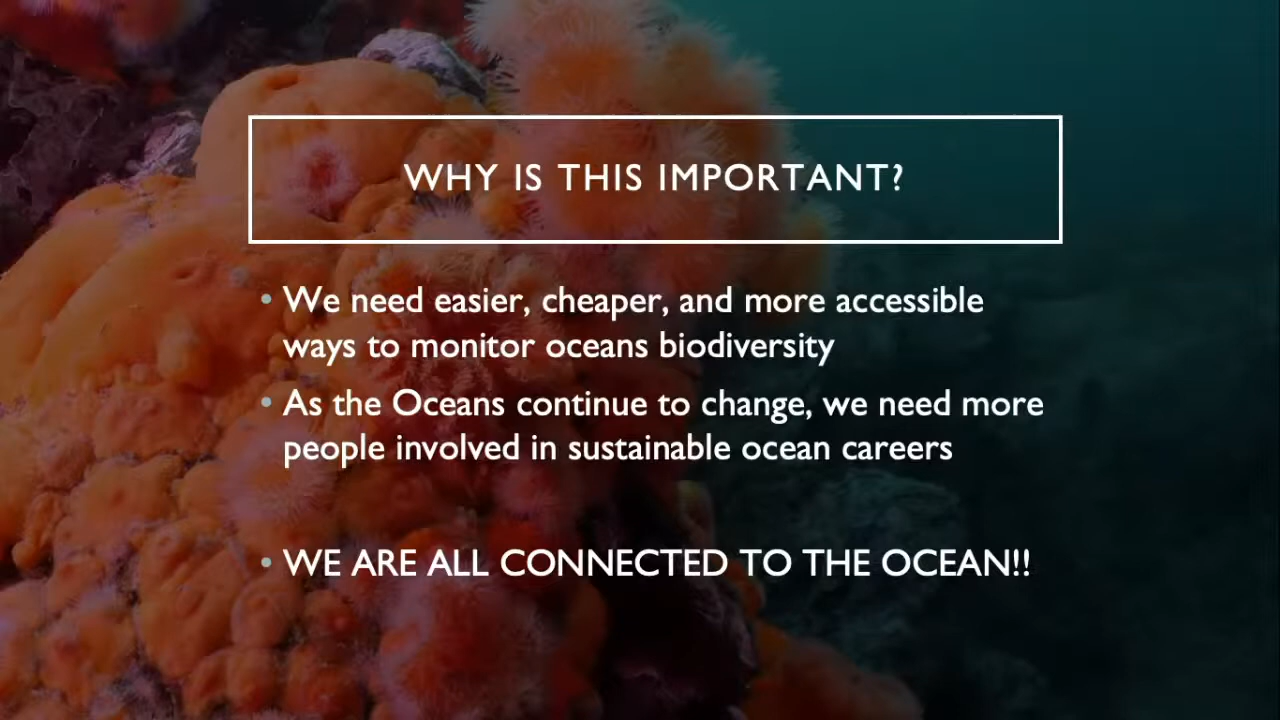 WHY IS THIS IMPORTANT?
• We need easier, cheaper, and more accessible
ways to monitor oceans biodiversity
• As the Oceans continue to change, we need more
people involved in sustainable ocean careers
• WE ARE ALL CONNECTED TO THE OCEAN!!